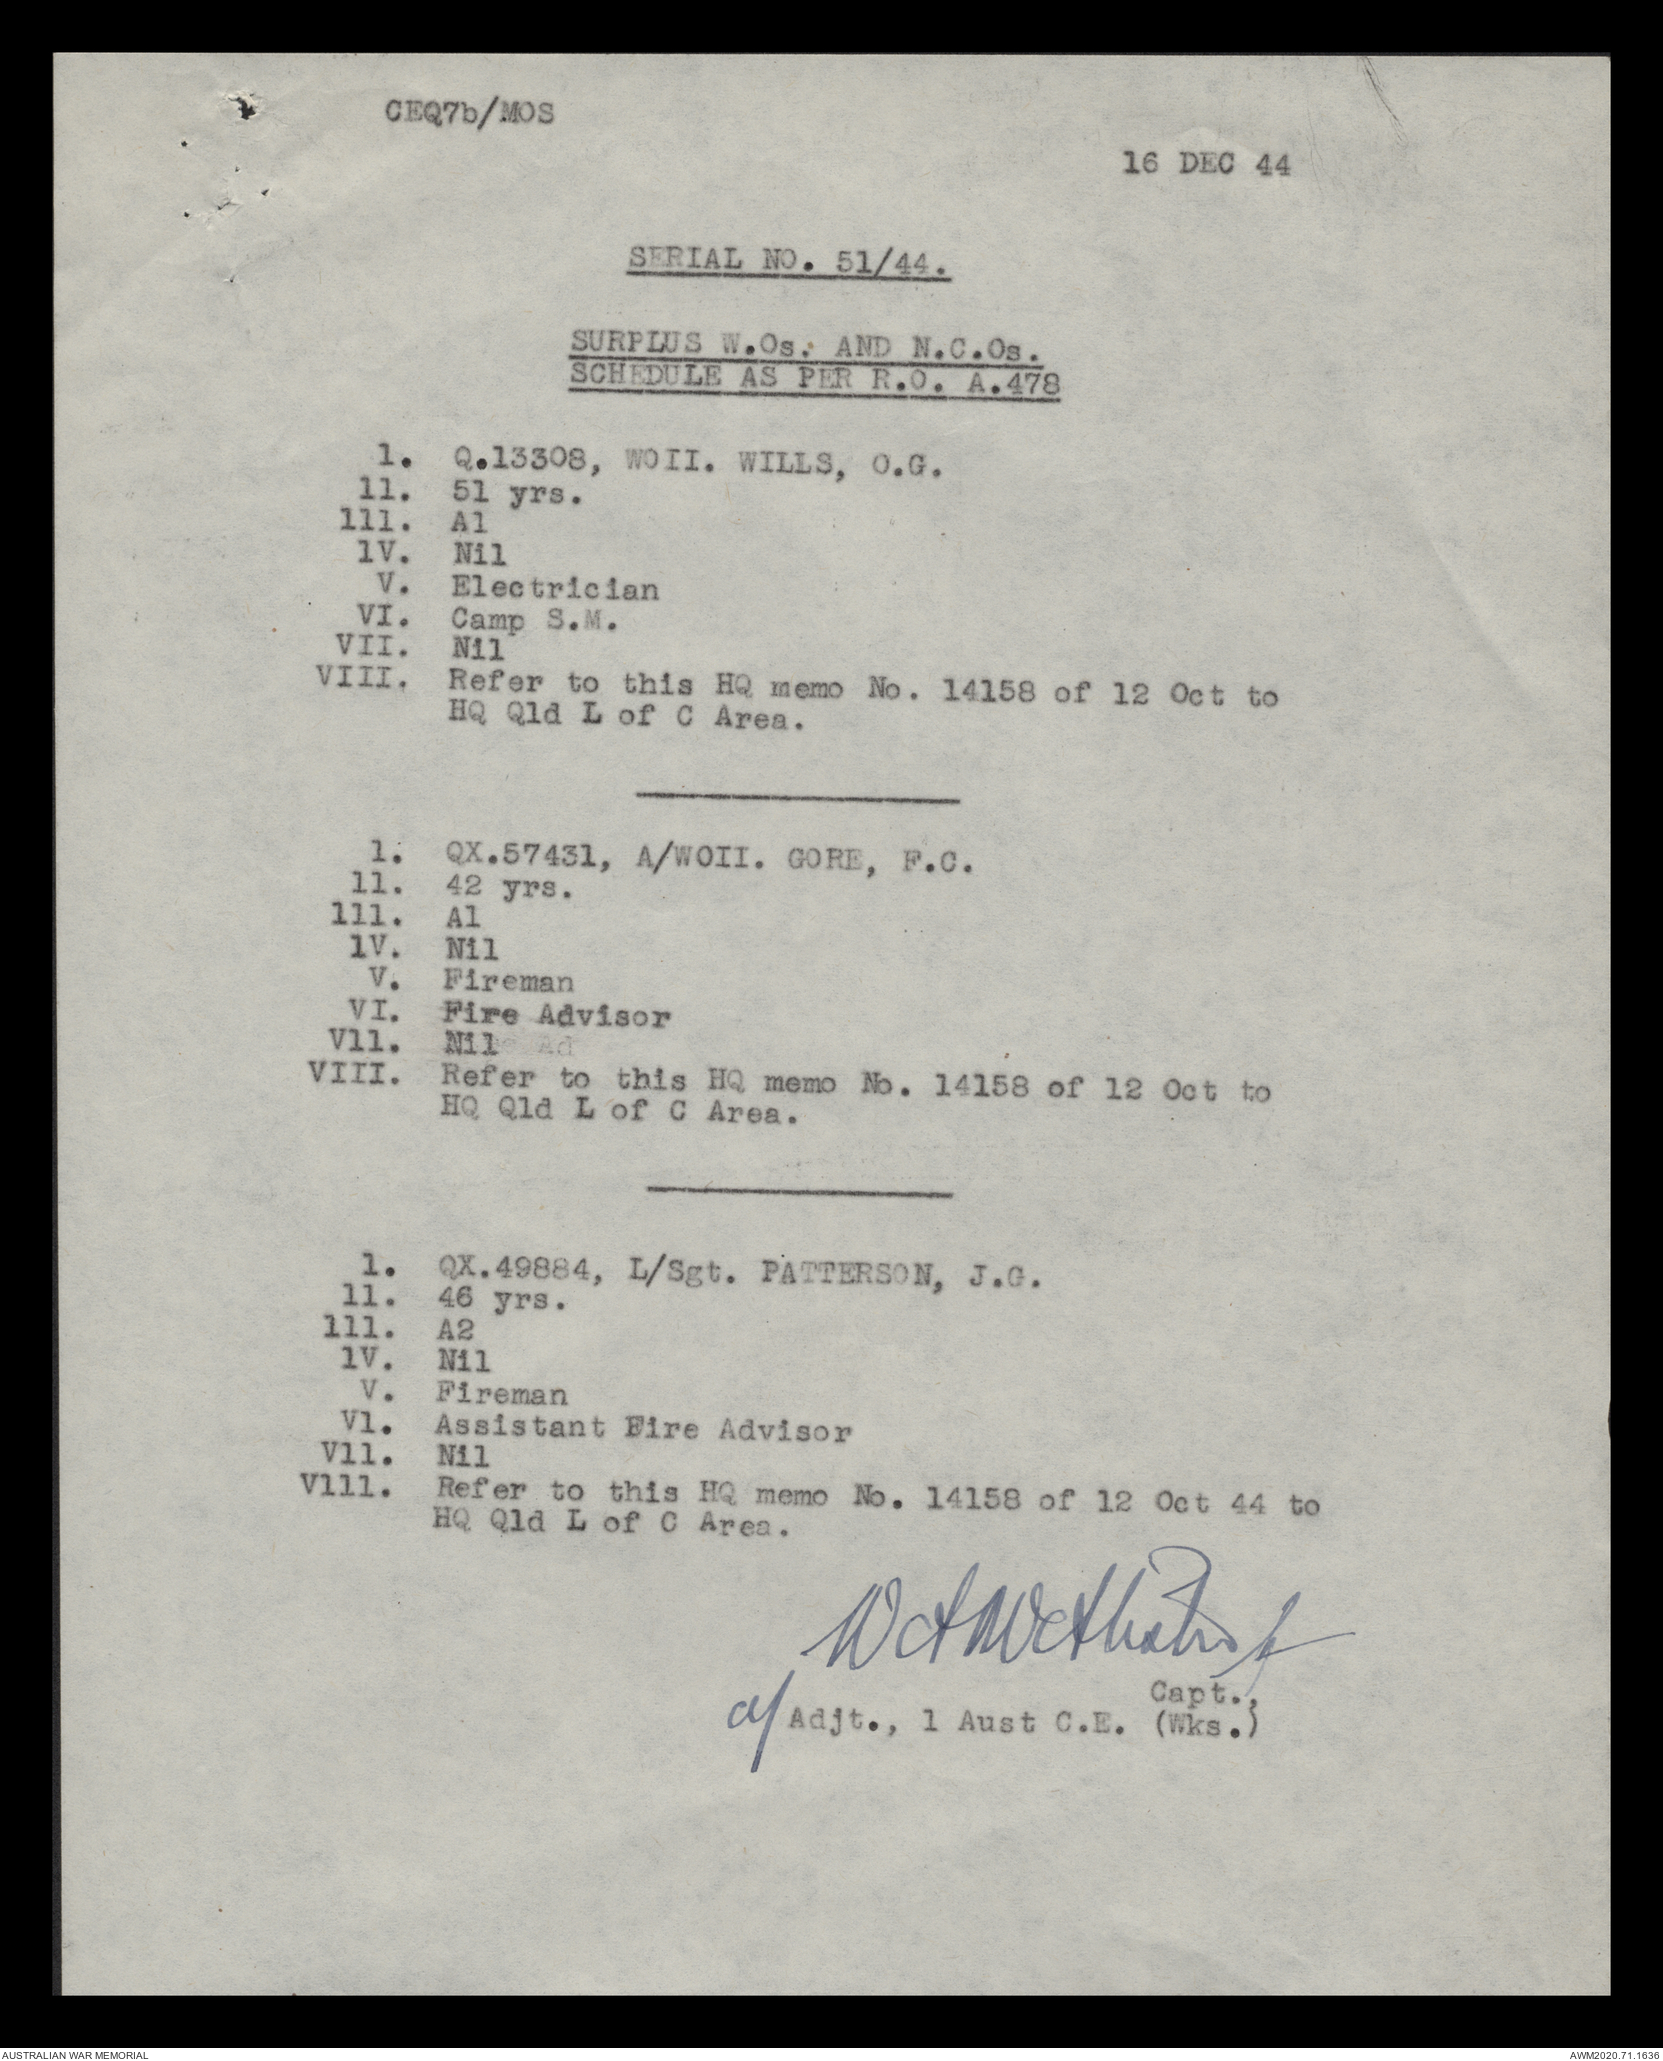 CEQ7b/MOS
16 DEC 44
SERIAL NO. 51/44.
SURPLUS W.Os. AND N.C.Os.
SCHEDULE AS PER R.O. A.478
1. Q.13308, WOII. WILLS, O.G.
11. 51 yrs.
111. A1
1V. Nil
V. Electrician
VI. Camp S.M.
VII. Nil
VIII. Refer to this HQ memo No. 14158 of 12 Oct to
HQ Qld L of C Area.
1. QX.57431, A/WOII. GORE, F.C.
11. 42 yrs.
111. A1
1V. Nil
V. Fireman
VI. Fire Advisor
V11. Nil
VIII. Refer to this HQ memo No. 14158 of 12 Oct to
HQ Qld L of C Area.
1. QX.49884, L/Sgt. PATTERSON, J.G.
11. 46 yrs.
111. A2
1V. Nil
V. Fireman
V1. Assistant Fire Advisor
V11. Nil
V111. Refer to this HQ memo No. 14158 of 12 Oct 44 to
HQ Qld L of C Area.
Capt.,
a/Adjt., 1 Aust C.E. (Wks.)
AUSTRALIAN WAR MEMORIAL
AWM2020.71.1636